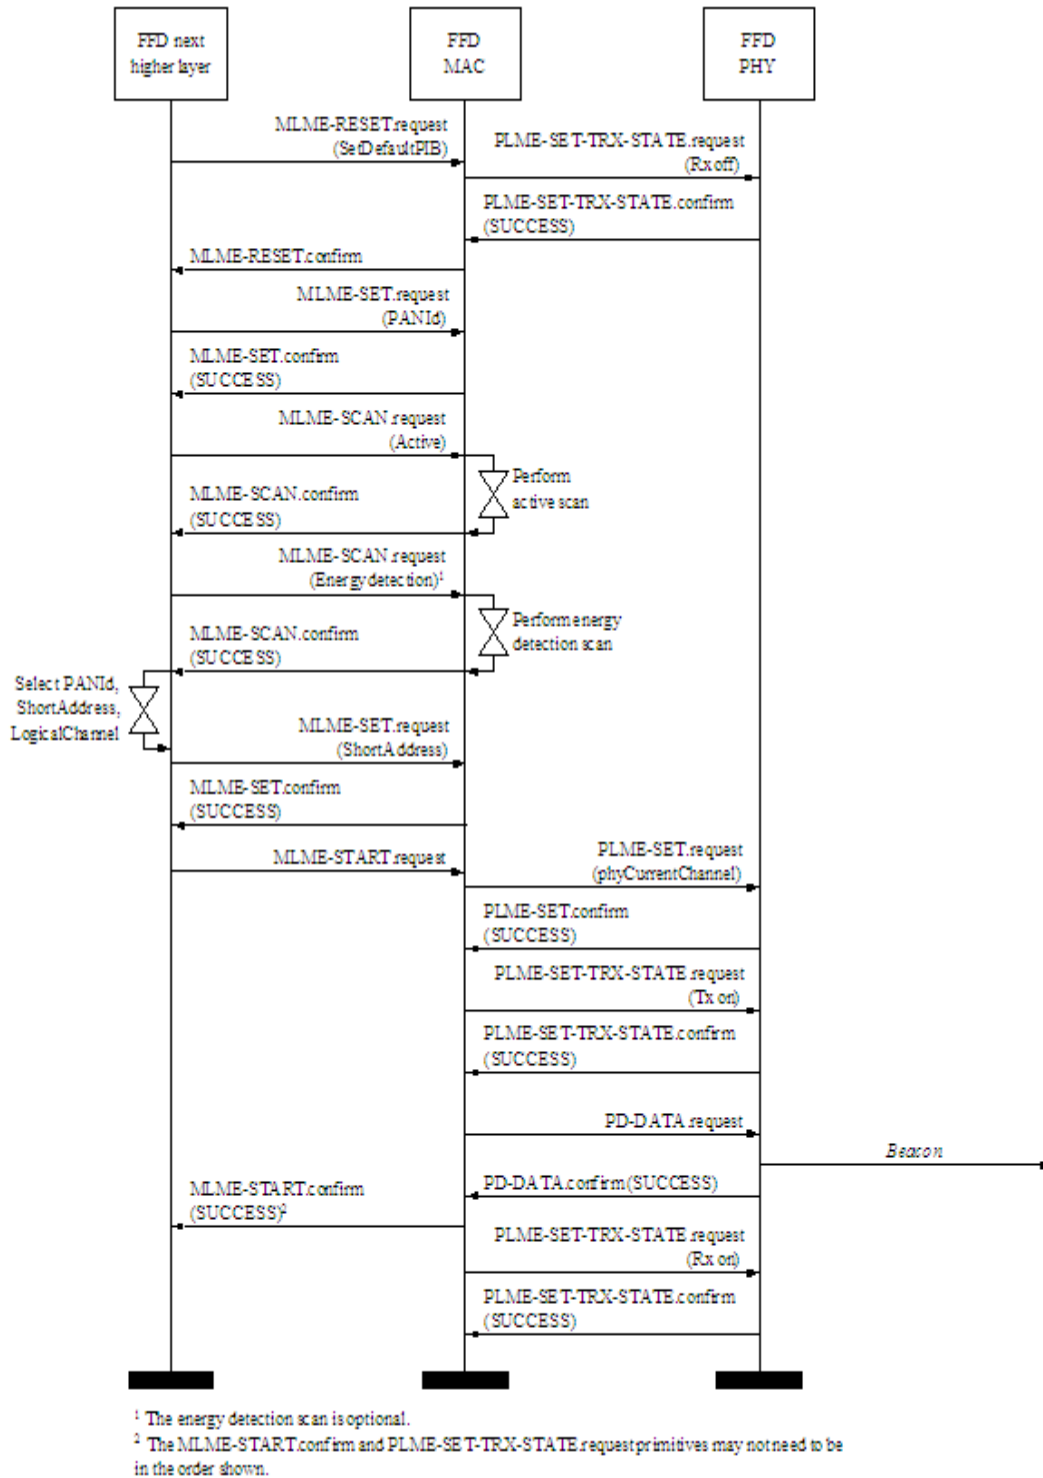 FFD next
higher layer
FFD
MAC
FFD
PHY
MLME-RESET.request
(SetDefaultPIB)
PLME-SET-TRX-STATE.request
(Rx off)
PLME-SET-TRX-STATE.confirm
(SUCCESS)
MLME-RESET.confirm
MLME-SET.request
(PANId)
MLME-SET.confirm
(SUCCESS)
MLME-SCAN.request
(Active)
Perform
active scan
MLME-SCAN.confirm
(SUCCESS)
MLME-SCAN.request
(Energy detection)¹
Perform energy
detection scan
MLME-SCAN.confirm
(SUCCESS)
Select PANId,
ShortAddress,
LogicalChannel
MLME-SET.request
(ShortAddress)
MLME-SET.confirm
(SUCCESS)
MLME-START.request
PLME-SET.request
(phyCurrentChannel)
PLME-SET.confirm
(SUCCESS)
PLME-SET-TRX-STATE.request
(Tx on)
PLME-SET-TRX-STATE.confirm
(SUCCESS)
PD-DATA.request
Beacon
PD-DATA.confirm(SUCCESS)
MLME-START.confirm
(SUCCESS)²
PLME-SET-TRX-STATE.request
(Rx on)
PLME-SET-TRX-STATE.confirm
(SUCCESS)
¹ The energy detection scan is optional.
² The MLME-START.confirm and PLME-SET-TRX-STATE.request primitives may not need to be
in the order shown.